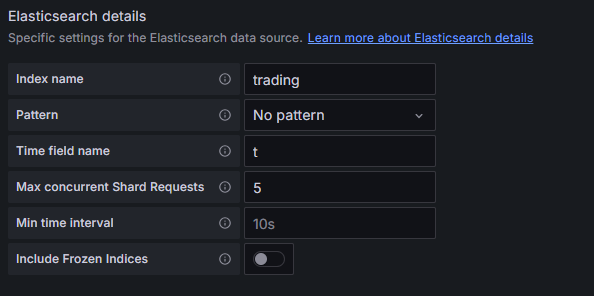 Elasticsearch details
Specific settings for the Elasticsearch data source. Learn more about Elasticsearch details
Index name trading
Pattern No pattern
Time field name t
Max concurrent Shard Requests 5
Min time interval 10s
Include Frozen Indices